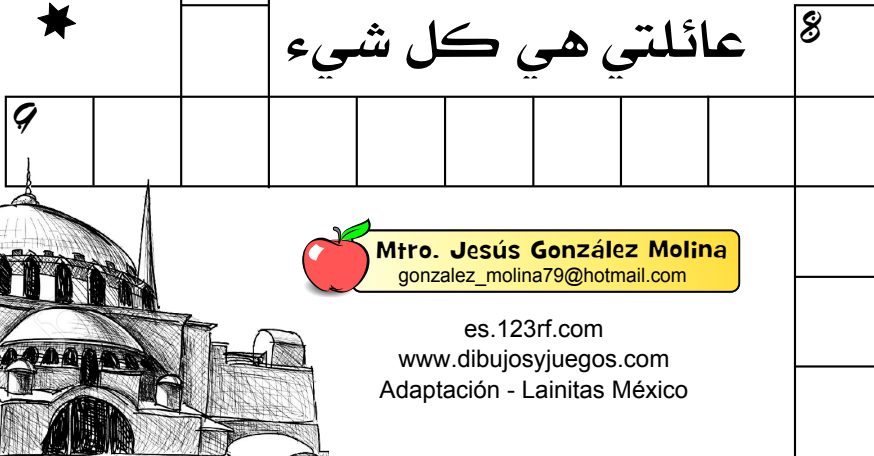 عائلتي هي كل شيء
8
9
Mtro. Jesús González Molina
gonzalez_molina79@hotmail.com
es.123rf.com
www.dibujosyjuegos.com
Adaptación - Lainitas México